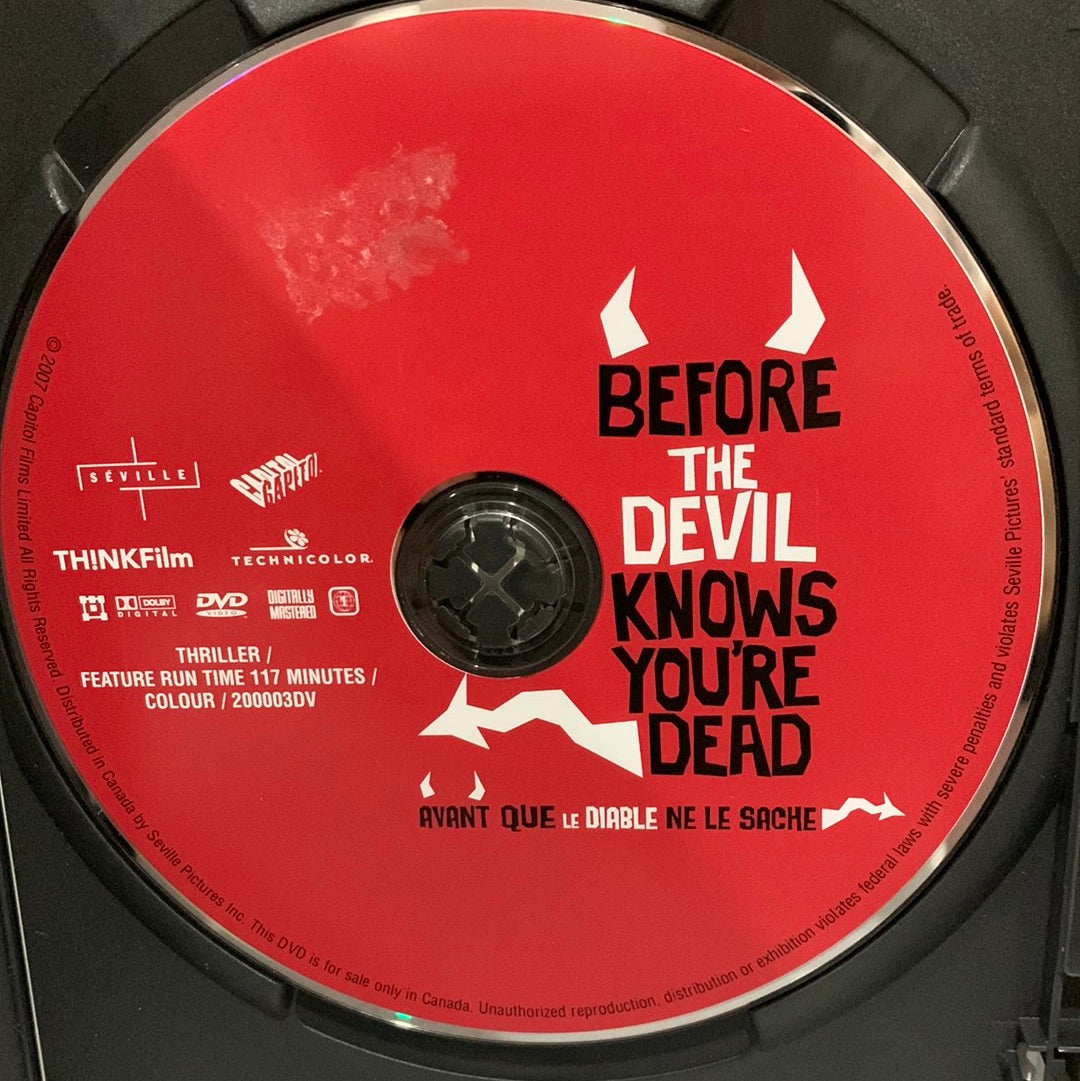 BEFORE
THE
DEVIL
KNOWS
YOU'RE
DEAD
AVANT QUE LE DIABLE NE LE SACHE
SÉVILLE
CAPITOL
TH!NKFilm
TECHNICOLOR.
DOLBY
DIGITAL
DVD
VIDEO
DIGITALLY
MASTERED
THRILLER /
FEATURE RUN TIME 117 MINUTES /
COLOUR / 200003DV
© 2007 Capitol Films Limited All Rights Reserved. Distributed in Canada by Seville Pictures Inc. This DVD is for sale only in Canada. Unauthorized reproduction, distribution or exhibition violates federal laws with severe penalties and violates Seville Pictures' standard terms of trade.